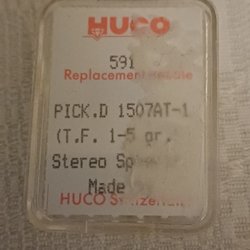 HUCO
591
Replacement
PICK.D 1507AT-1
(T.F. 1-5 gr.
Stereo
Made
HUCO